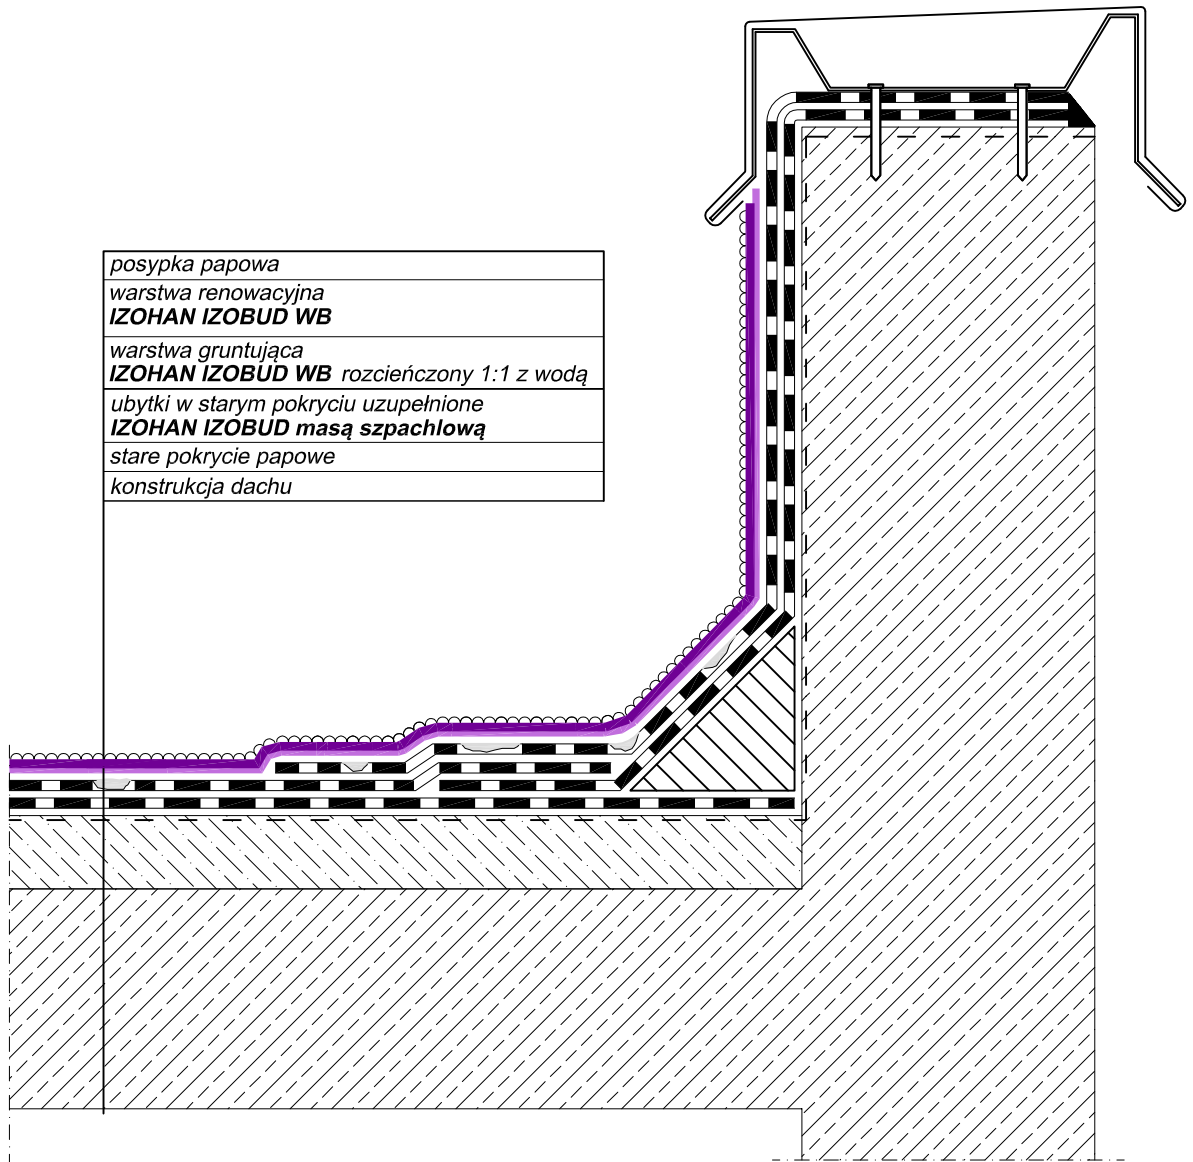 posypka papowa
warstwa renowacyjna
IZOHAN IZOBUD WB
warstwa gruntująca
IZOHAN IZOBUD WB rozcieńczony 1:1 z wodą
ubytki w starym pokryciu uzupełnione
IZOHAN IZOBUD masą szpachlową
stare pokrycie papowe
konstrukcja dachu